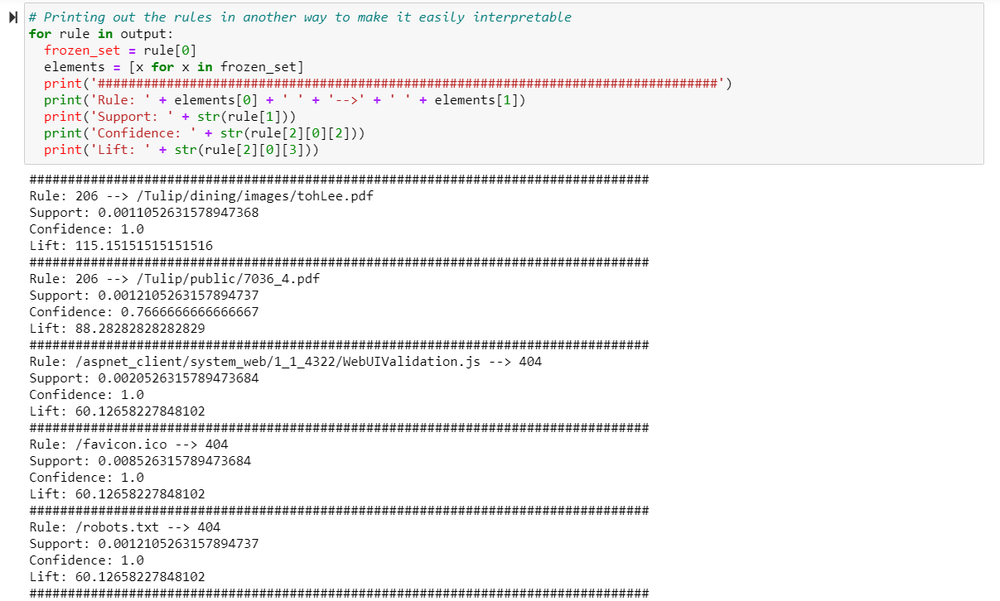 # Printing out the rules in another way to make it easily interpretable
for rule in output:
  frozen_set = rule[0]
  elements = [x for x in frozen_set]
  print('#################################################################################')
  print('Rule: ' + elements[0] + ' ' + '-->' + ' ' + elements[1])
  print('Support: ' + str(rule[1]))
  print('Confidence: ' + str(rule[2][0][2]))
  print('Lift: ' + str(rule[2][0][3]))
#################################################################################
Rule: 206 --> /Tulip/dining/images/tohLee.pdf
Support: 0.0011052631578947368
Confidence: 1.0
Lift: 115.15151515151516
#################################################################################
Rule: 206 --> /Tulip/public/7036_4.pdf
Support: 0.0012105263157894737
Confidence: 0.7666666666666667
Lift: 88.28282828282829
#################################################################################
Rule: /aspnet_client/system_web/1_1_4322/WebUIValidation.js --> 404
Support: 0.0020526315789473684
Confidence: 1.0
Lift: 60.12658227848102
#################################################################################
Rule: /favicon.ico --> 404
Support: 0.008526315789473684
Confidence: 1.0
Lift: 60.12658227848102
#################################################################################
Rule: /robots.txt --> 404
Support: 0.0012105263157894737
Confidence: 1.0
Lift: 60.12658227848102
#################################################################################